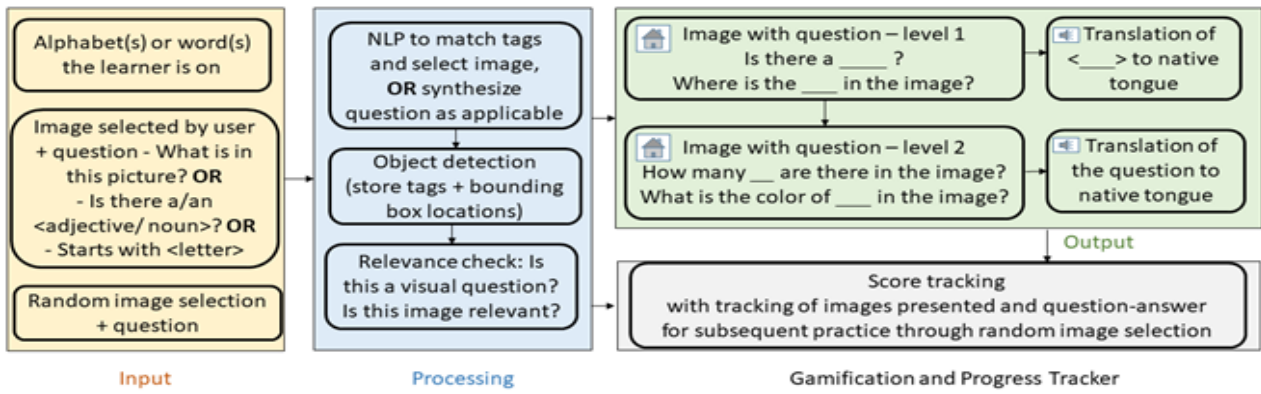 Alphabet(s) or word(s)
the learner is on
Image selected by user
+ question - What is in
this picture? OR
- Is there a/an
<adjective/ noun>? OR
- Starts with <letter>
Random image selection
+ question
Input
NLP to match tags
and select image,
OR synthesize
question as applicable
Object detection
(store tags + bounding
box locations)
Relevance check: Is
this a visual question?
Is this image relevant?
Processing
Image with question – level 1
Is there a ____ ?
Where is the ___ in the image?
Translation of
<___> to native
tongue
Image with question – level 2
How many __ are there in the image?
What is the color of ___ in the image?
Translation of
the question to
native tongue
Output
Score tracking
with tracking of images presented and question-answer
for subsequent practice through random image selection
Gamification and Progress Tracker